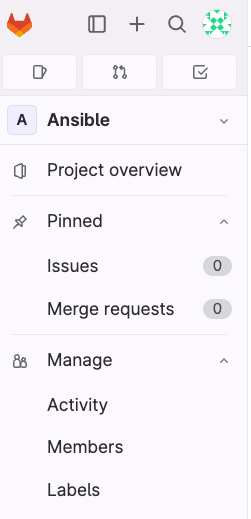 A Ansible
Project overview
Pinned
Issues 0
Merge requests 0
Manage
Activity
Members
Labels